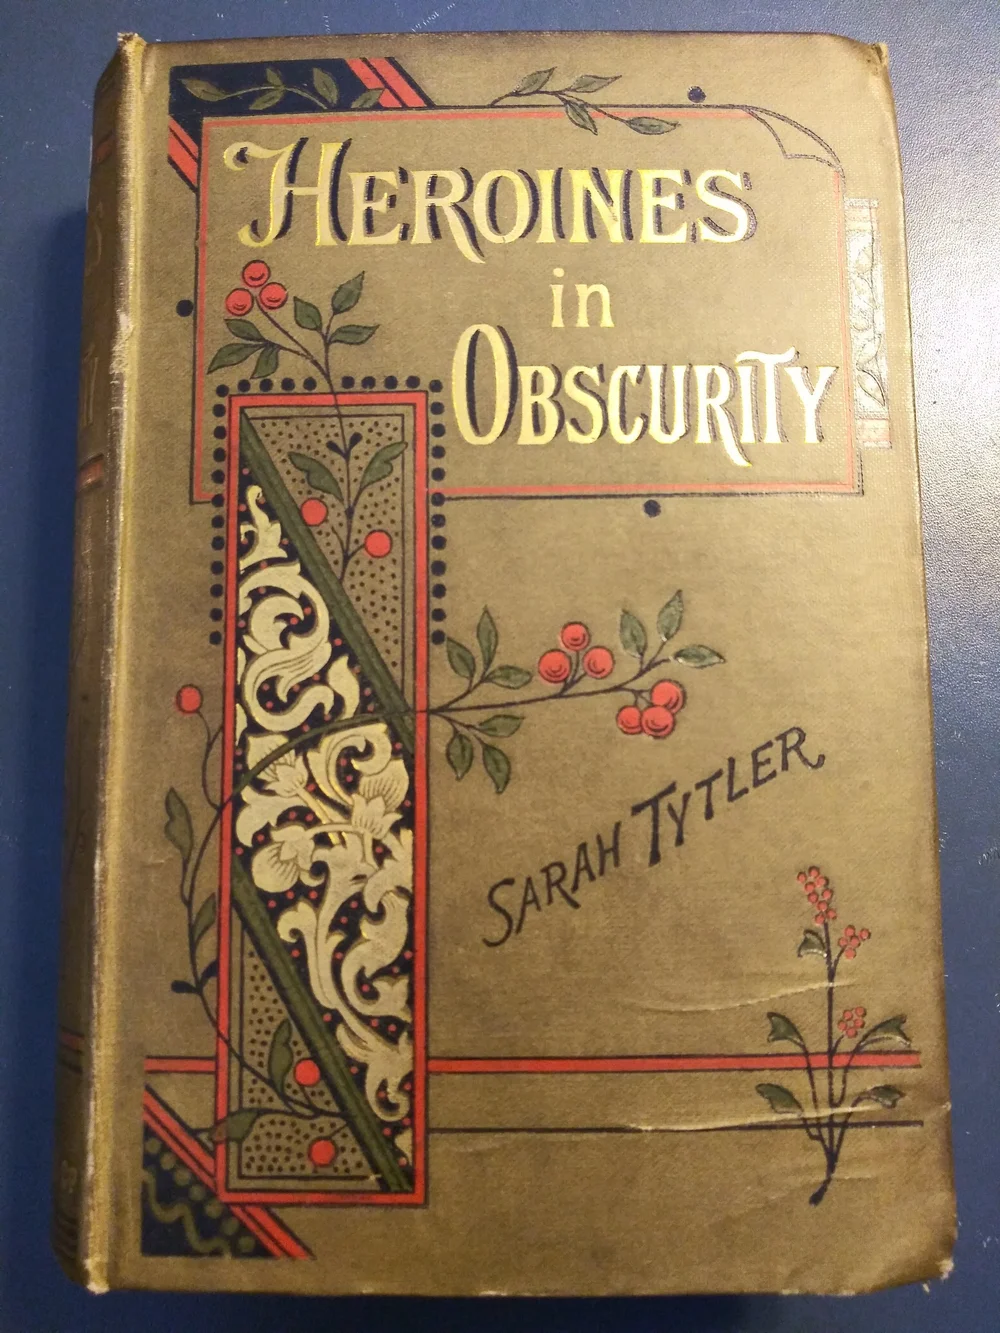 HEROINES
in
OBSCURITY
SARAH TYTLER